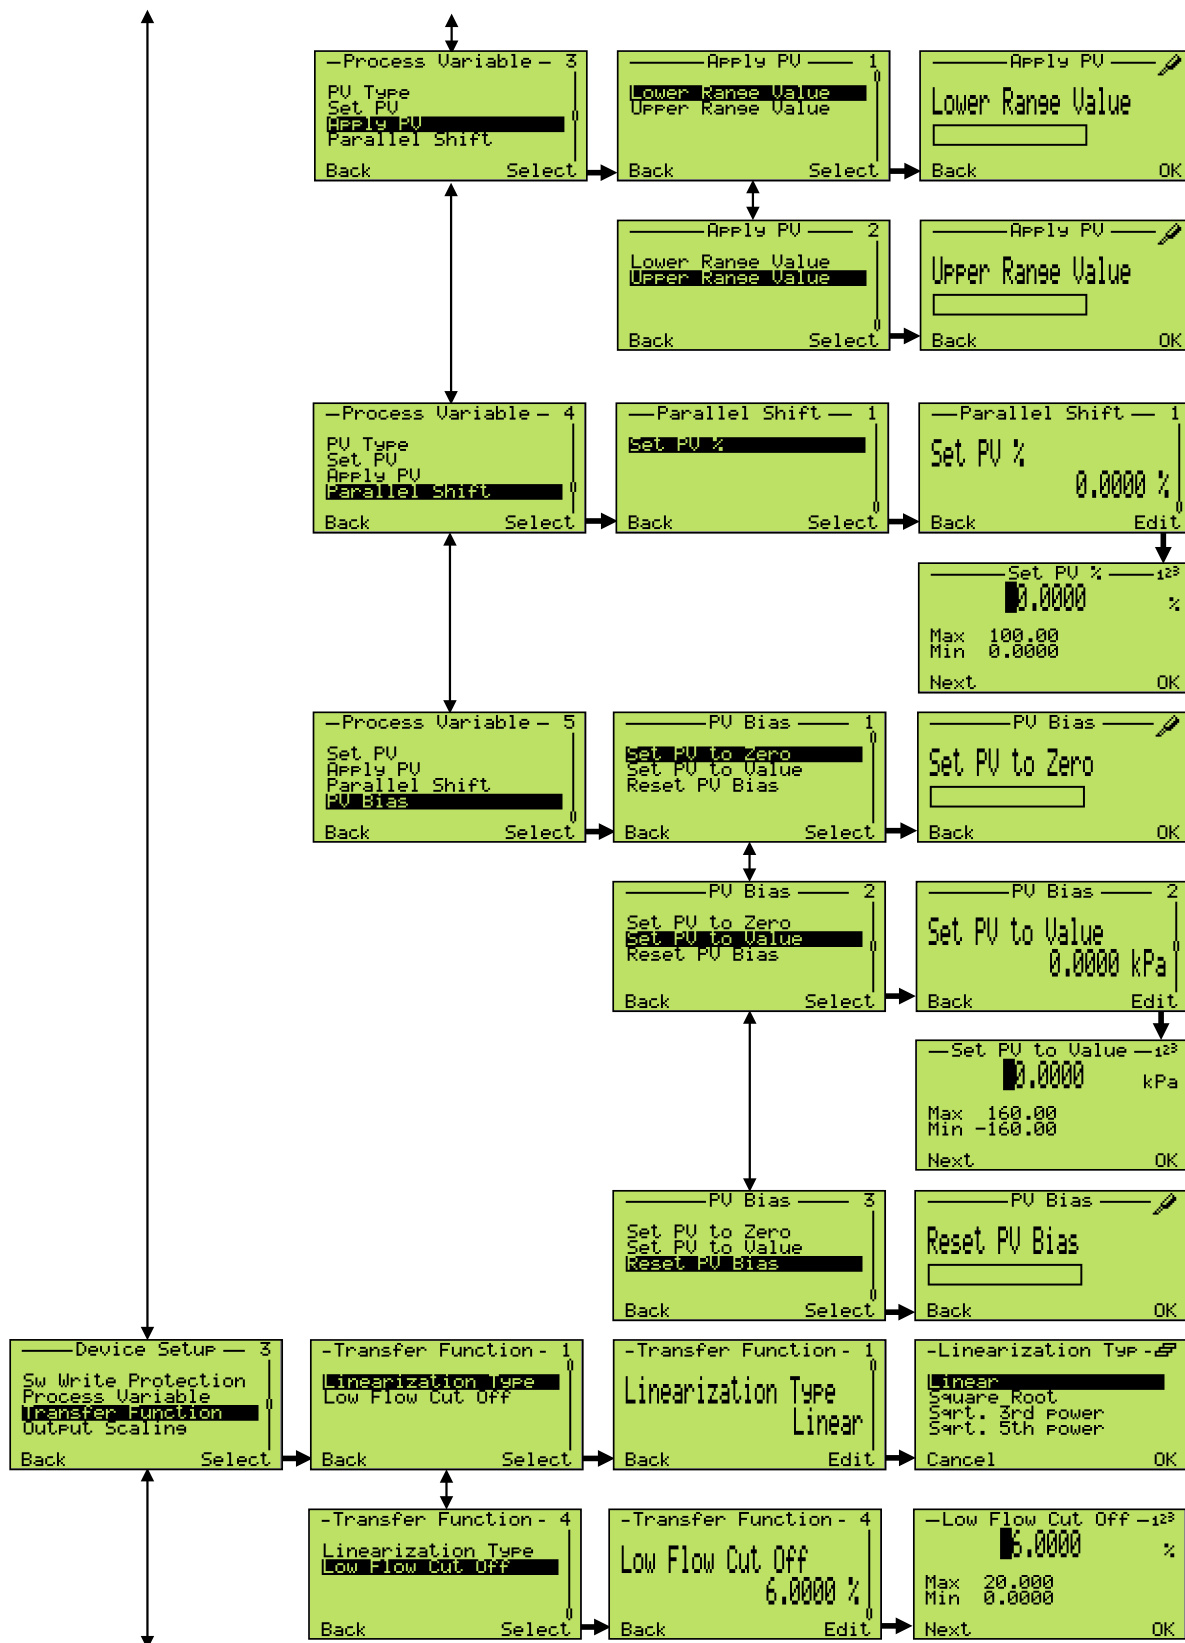 Process Variable 3
PV Type
Set PV
Apply PV
Parallel Shift
Back Select
Apply PV 1
Lower Range Value
Upper Range Value
Back Select
Apply PV
Lower Range Value
Back OK
Apply PV 2
Lower Range Value
Upper Range Value
Back Select
Apply PV
Upper Range Value
Back OK
Process Variable 4
PV Type
Set PV
Apply PV
Parallel Shift
Back Select
Parallel Shift 1
Set PV %
Back Select
Parallel Shift 1
Set PV %
0.0000 %
Back Edit
Set PV % 123
0.0000 %
Max 100.00
Min 0.0000
Next OK
Process Variable 5
Set PV
Apply PV
Parallel Shift
PV Bias
Back Select
PV Bias 1
Set PV to Zero
Set PV to Value
Reset PV Bias
Back Select
PV Bias
Set PV to Zero
Back OK
PV Bias 2
Set PV to Zero
Set PV to Value
Reset PV Bias
Back Select
PV Bias 2
Set PV to Value
0.0000 kPa
Back Edit
Set PV to Value 123
0.0000 kPa
Max 160.00
Min -160.00
Next OK
PV Bias 3
Set PV to Zero
Set PV to Value
Reset PV Bias
Back Select
PV Bias
Reset PV Bias
Back OK
Device Setup 3
Sw Write Protection
Process Variable
Transfer Function
Output Scaling
Back Select
-Transfer Function- 1
Linearization Type
Low Flow Cut Off
Back Select
-Transfer Function- 1
Linearization Type
Linear
Back Edit
-Linearization Typ-
Linear
Square Root
Sqrt. 3rd power
Sqrt. 5th power
Cancel OK
-Transfer Function- 4
Linearization Type
Low Flow Cut Off
Back Select
-Transfer Function- 4
Low Flow Cut Off
6.0000 %
Back Edit
Low Flow Cut Off 123
6.0000 %
Max 20.000
Min 0.0000
Next OK